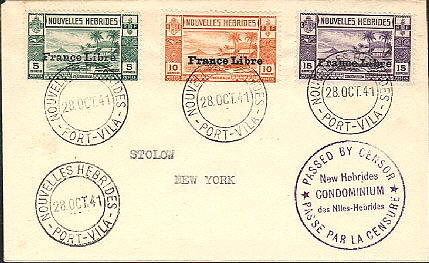 NOUVELLES HEBRIDES
5 5
France Libre
NOUVELLES HEBRIDES
10 10
France Libre
NOUVELLES HEBRIDES
15 15
France Libre
NOUVELLES HEBRIDES
28.OCT.41
-PORT-VILA-
NOUVELLES HEBRIDES
28.OCT.41
-PORT-VILA-
NOUVELLES HEBRIDES
28.OCT.41
-PORT-VILA-
STOLOW
NEW YORK
NOUVELLES HEBRIDES
28.OCT.41
-PORT-VILA-
PASSED BY CENSOR
New Hebrides
CONDOMINIUM
des Nlles-Hebrides
PASSE PAR LA CENSURE